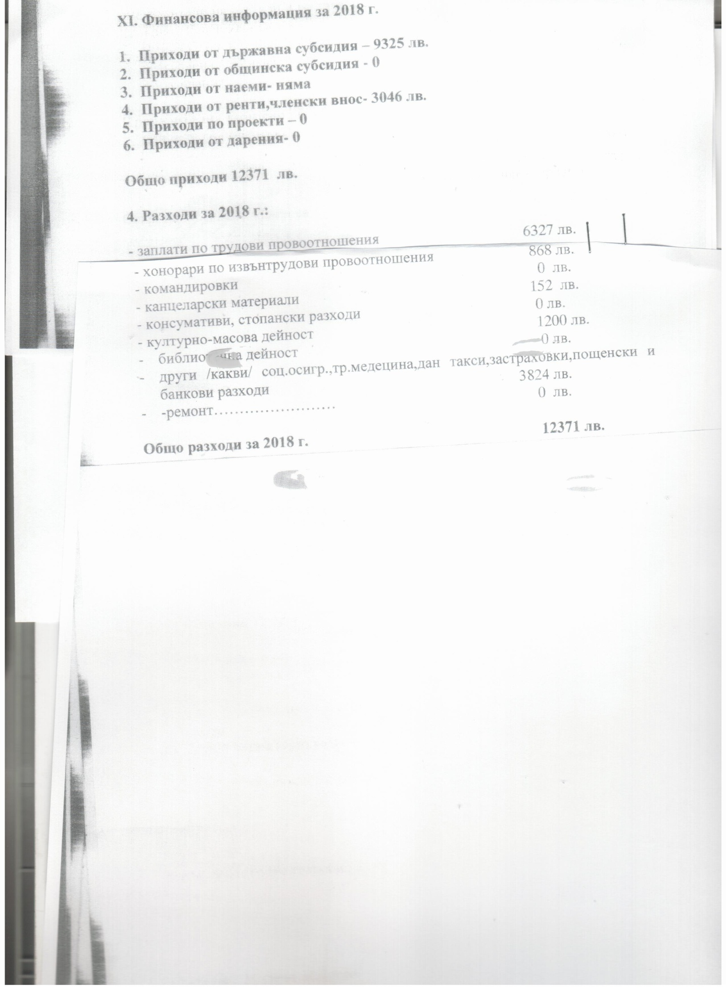 XI. Финансова информация за 2018 г.
1. Приходи от държавна субсидия – 9325 лв.
2. Приходи от общинска субсидия - 0
3. Приходи от наеми- няма
4. Приходи от ренти,членски внос- 3046 лв.
5. Приходи по проекти – 0
6. Приходи от дарения- 0
Общо приходи 12371 лв.
4. Разходи за 2018 г.:
- заплати по трудови провоотношения 6327 лв.
- хонорари по извънтрудови провоотношения 868 лв.
- командировки 0 лв.
- канцеларски материали 152 лв.
- консумативи, стопански разходи 0 лв.
- културно-масова дейност 1200 лв.
- дейност 0 лв.
- други /какви/ соц.осигр.,тр.медецина,дан такси,застраховки,пощенски и
банкови разходи 3824 лв.
- -ремонт…………………… 0 лв.
Общо разходи за 2018 г. 12371 лв.